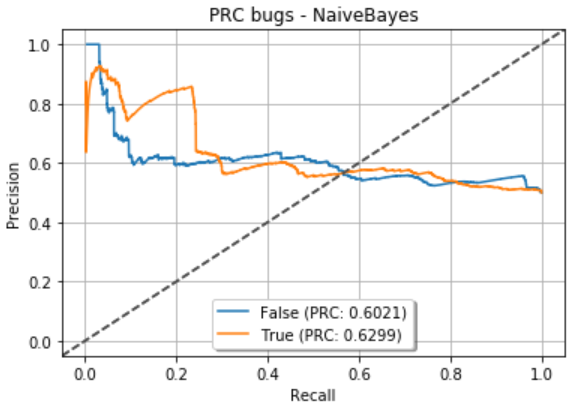 PRC bugs - NaiveBayes
Precision
1.0
0.8
0.6
0.4
0.2
0.0
False (PRC: 0.6021)
True (PRC: 0.6299)
0.0 0.2 0.4 0.6 0.8 1.0
Recall